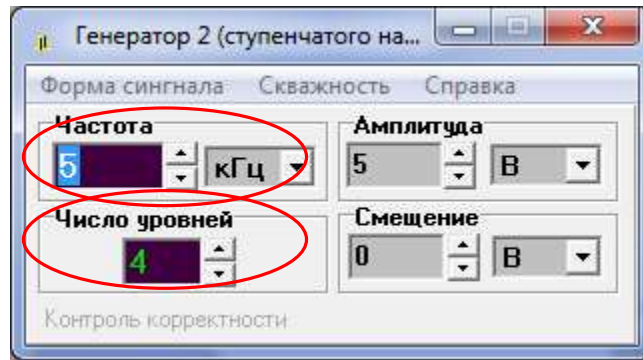 Генератор 2 (ступенчатого на...
Форма сингнала Скважность Справка
Частота Амплитуда
5 кГц 5 В
Число уровней Смещение
4 0 В
Контроль корректности